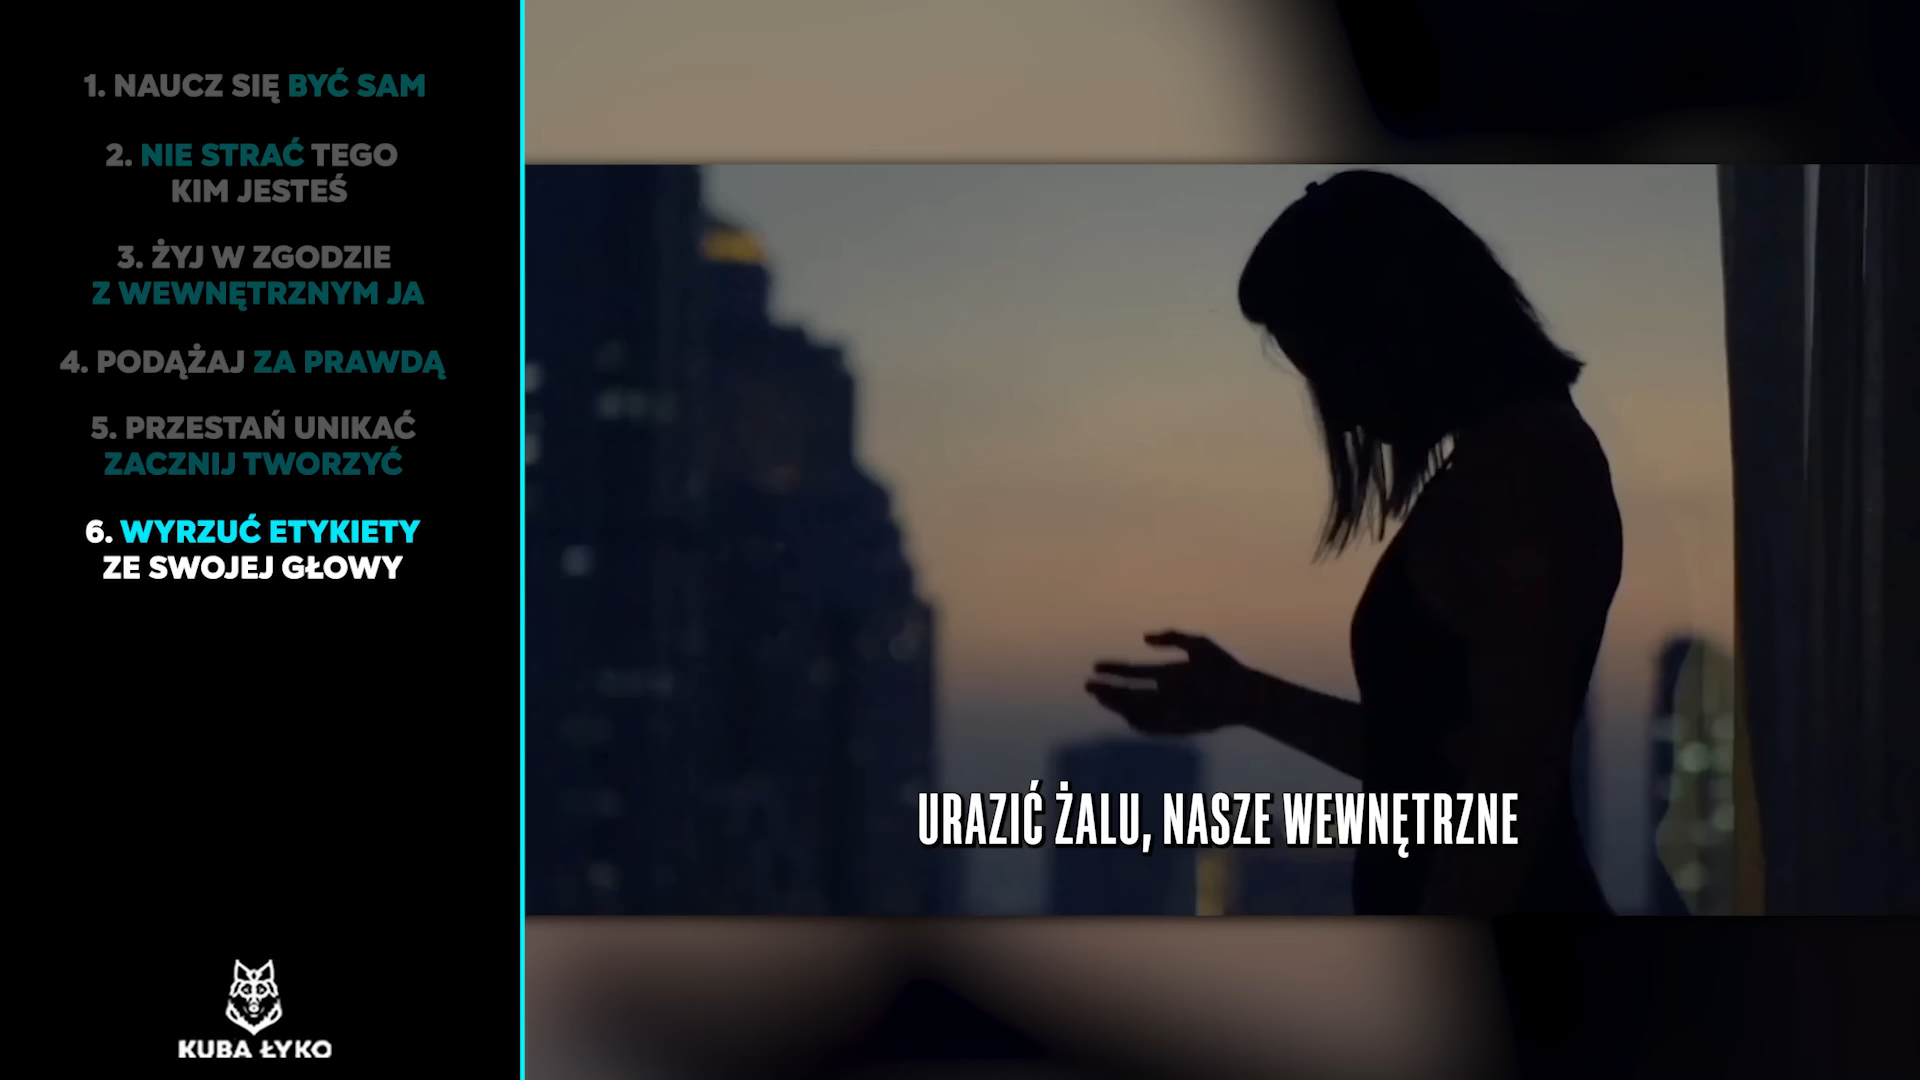 1. NAUCZ SIĘ BYĆ SAM
2. NIE STRAĆ TEGO
KIM JESTEŚ
3. ŻYJ W ZGODZIE
Z WEWNĘTRZNYM JA
4. PODĄŻAJ ZA PRAWDĄ
5. PRZESTAŃ UNIKAĆ
ZACZNIJ TWORZYĆ
6. WYRZUĆ ETYKIETY
ZE SWOJEJ GŁOWY
KUBA ŁYKO
URAZIĆ ŻALU, NASZE WEWNĘTRZNE